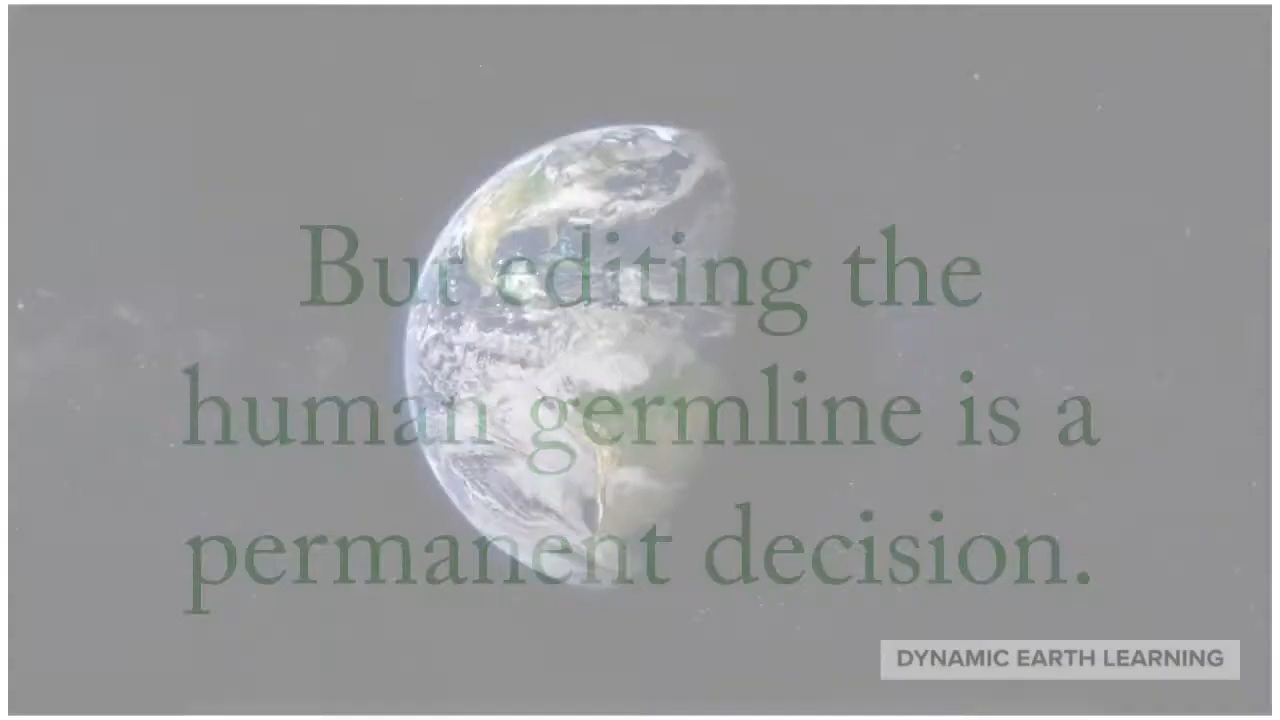 But editing the
human germline is a
permanent decision.
DYNAMIC EARTH LEARNING